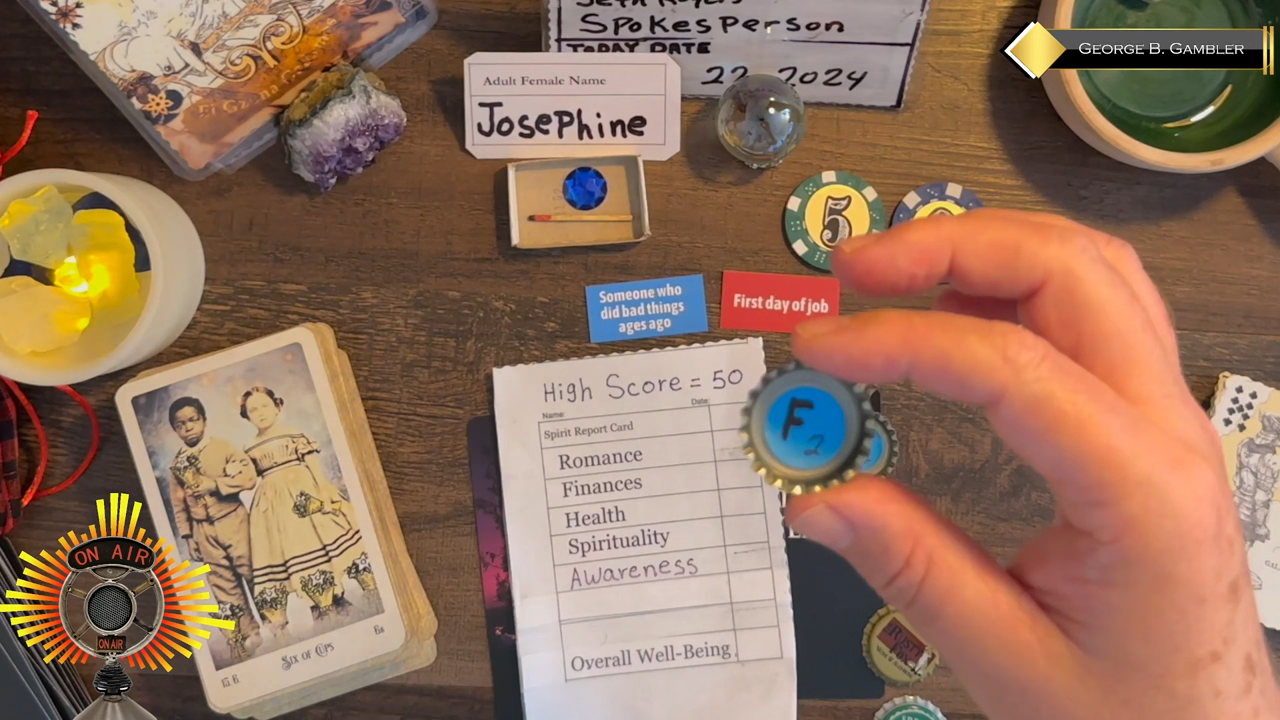 SpokesPerson
TODAY DATE
22 2024
GEORGE B. GAMBLER
Adult Female Name
Josephine
5
Someone who
did bad things
ages ago
First day of job
High Score = 50
Name:
Date:
Spirit Report Card
Romance
Finances
Health
Spirituality
Awareness
Overall Well-Being
F
2
ON AIR
ON AIR
Six of Cups